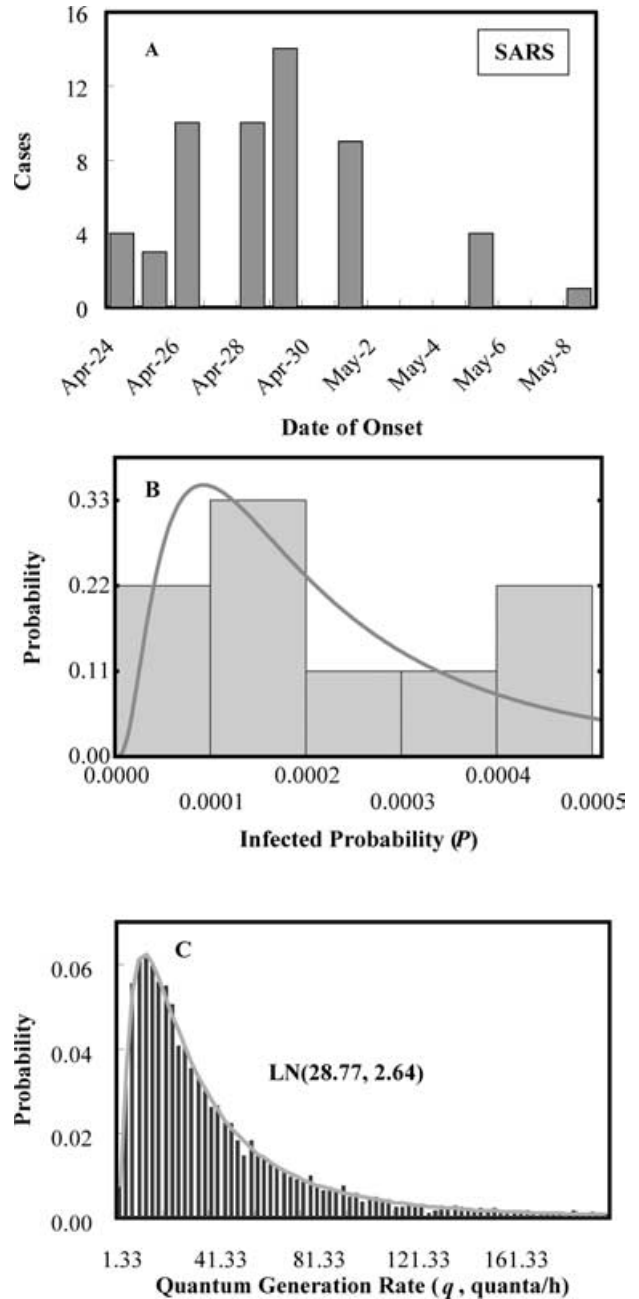 16
A
SARS
12
Cases
8
4
0
Apr-24
Apr-26
Apr-28
Apr-30
May-2
May-4
May-6
May-8
Date of Onset
B
0.33
Probability
0.22
0.11
0.00
0.0000
0.0002
0.0004
0.0001
0.0003
0.0005
Infected Probability (P)
C
0.06
Probability
0.04
LN(28.77, 2.64)
0.02
0.00
1.33
41.33
81.33
121.33
161.33
Quantum Generation Rate (q, quanta/h)